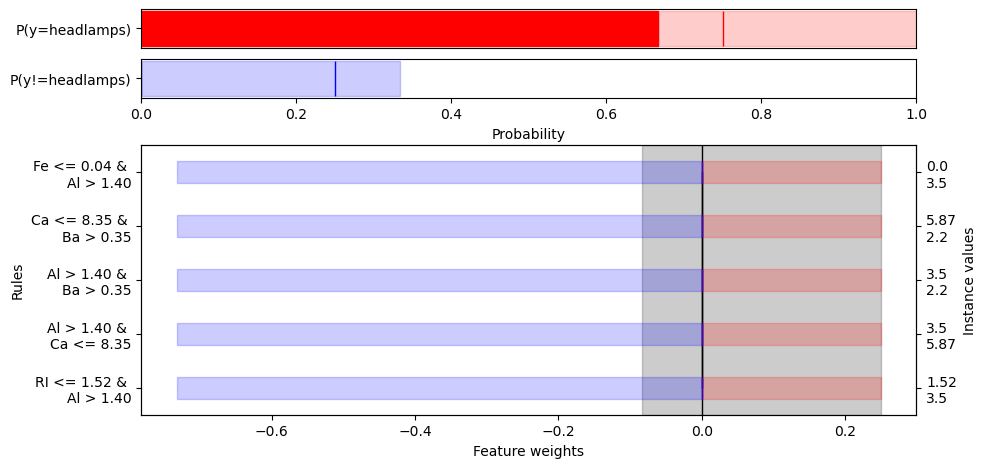 P(y=headlamps)
P(y!=headlamps)
0.0 0.2 0.4 0.6 0.8 1.0
Probability
Rules
Fe <= 0.04 &
Al > 1.40
Ca <= 8.35 &
Ba > 0.35
Al > 1.40 &
Ba > 0.35
Al > 1.40 &
Ca <= 8.35
RI <= 1.52 &
Al > 1.40
0.0
3.5
5.87
2.2
3.5
2.2
3.5
5.87
1.52
3.5
Instance values
−0.6 −0.4 −0.2 0.0 0.2
Feature weights